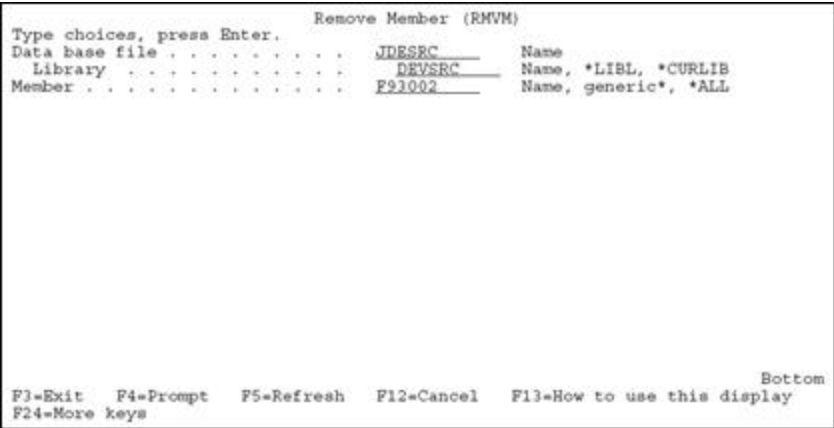 Remove Member (RMVM)
Type choices, press Enter.
Data base file . . . . . . . . . JDESRC Name
Library . . . . . . . . . . . DEVSRC Name, *LIBL, *CURLIB
Member . . . . . . . . . . . . . F93002 Name, generic*, *ALL
Bottom
F3=Exit F4=Prompt F5=Refresh F12=Cancel F13=How to use this display
F24=More keys